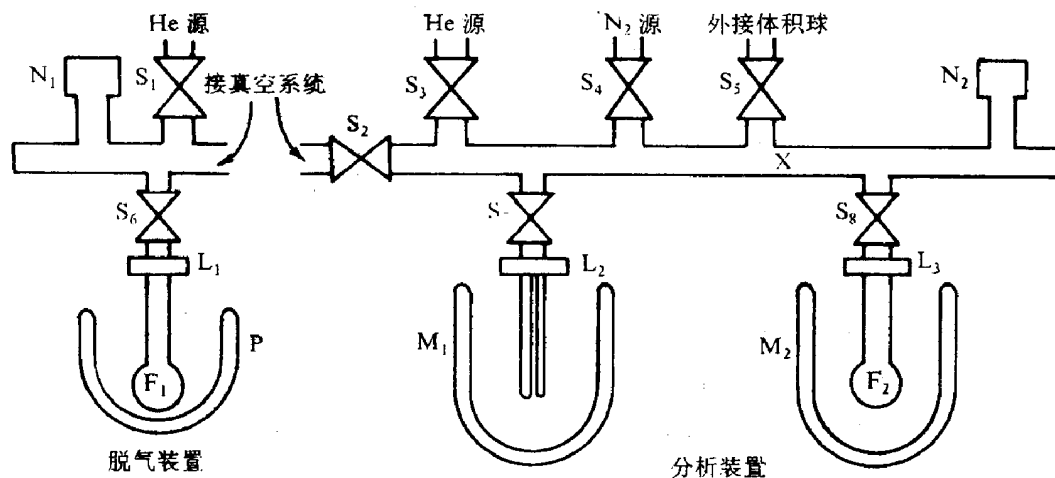 He 源
He 源
N₂ 源
外接体积球
N₁
S₁
接真空系统
S₂
S₃
S₄
S₅
N₂
X
S₆
S₈
L₁
L₂
L₃
P
M₁
M₂
F₁
F₂
脱气装置
分析装置